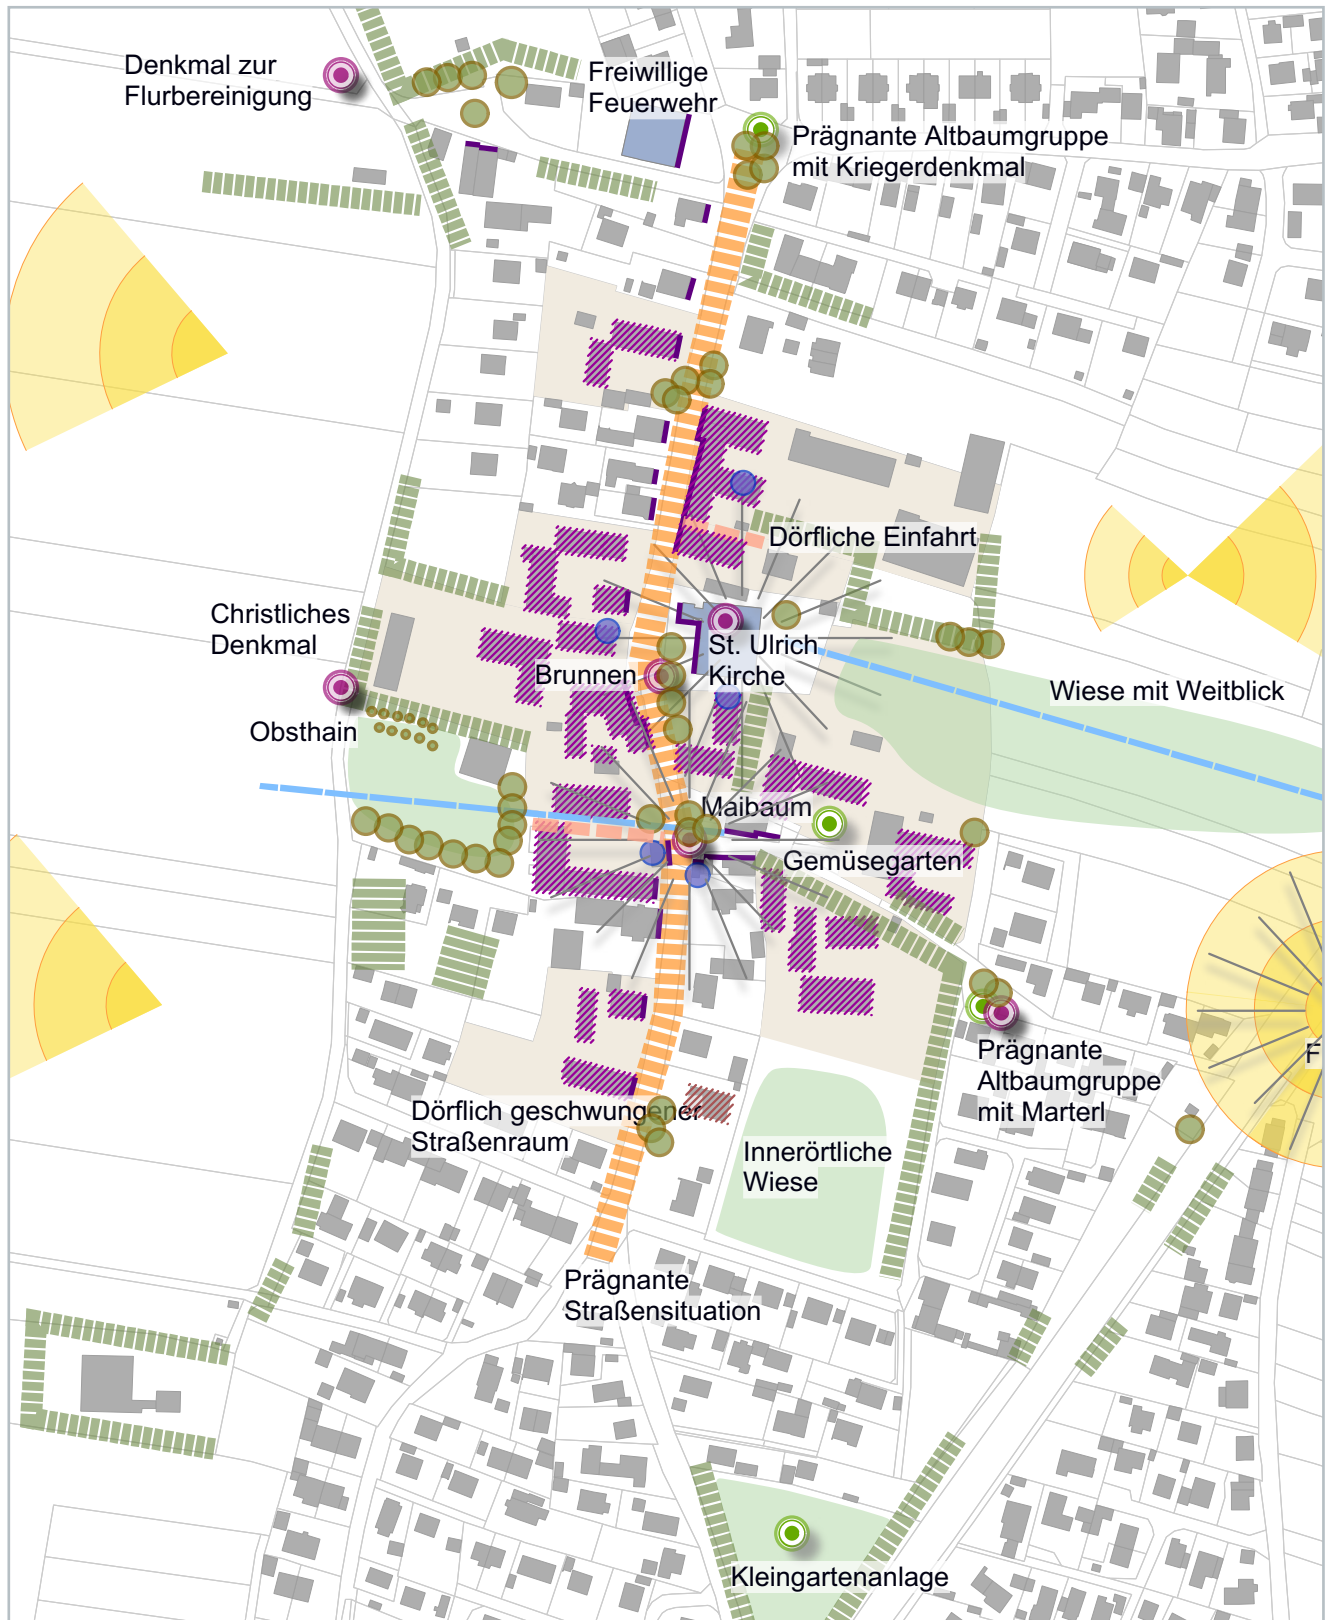 Denkmal zur
Flurbereinigung
Freiwillige
Feuerwehr
Prägnante Altbaumgruppe
mit Kriegerdenkmal
Dörfliche Einfahrt
Christliches
Denkmal
St. Ulrich
Kirche
Brunnen
Wiese mit Weitblick
Obsthain
Maibaum
Gemüsegarten
F
Prägnante
Altbaumgruppe
mit Marterl
Dörflich geschwungener
Straßenraum
Innerörtliche
Wiese
Prägnante
Straßensituation
Kleingartenanlage